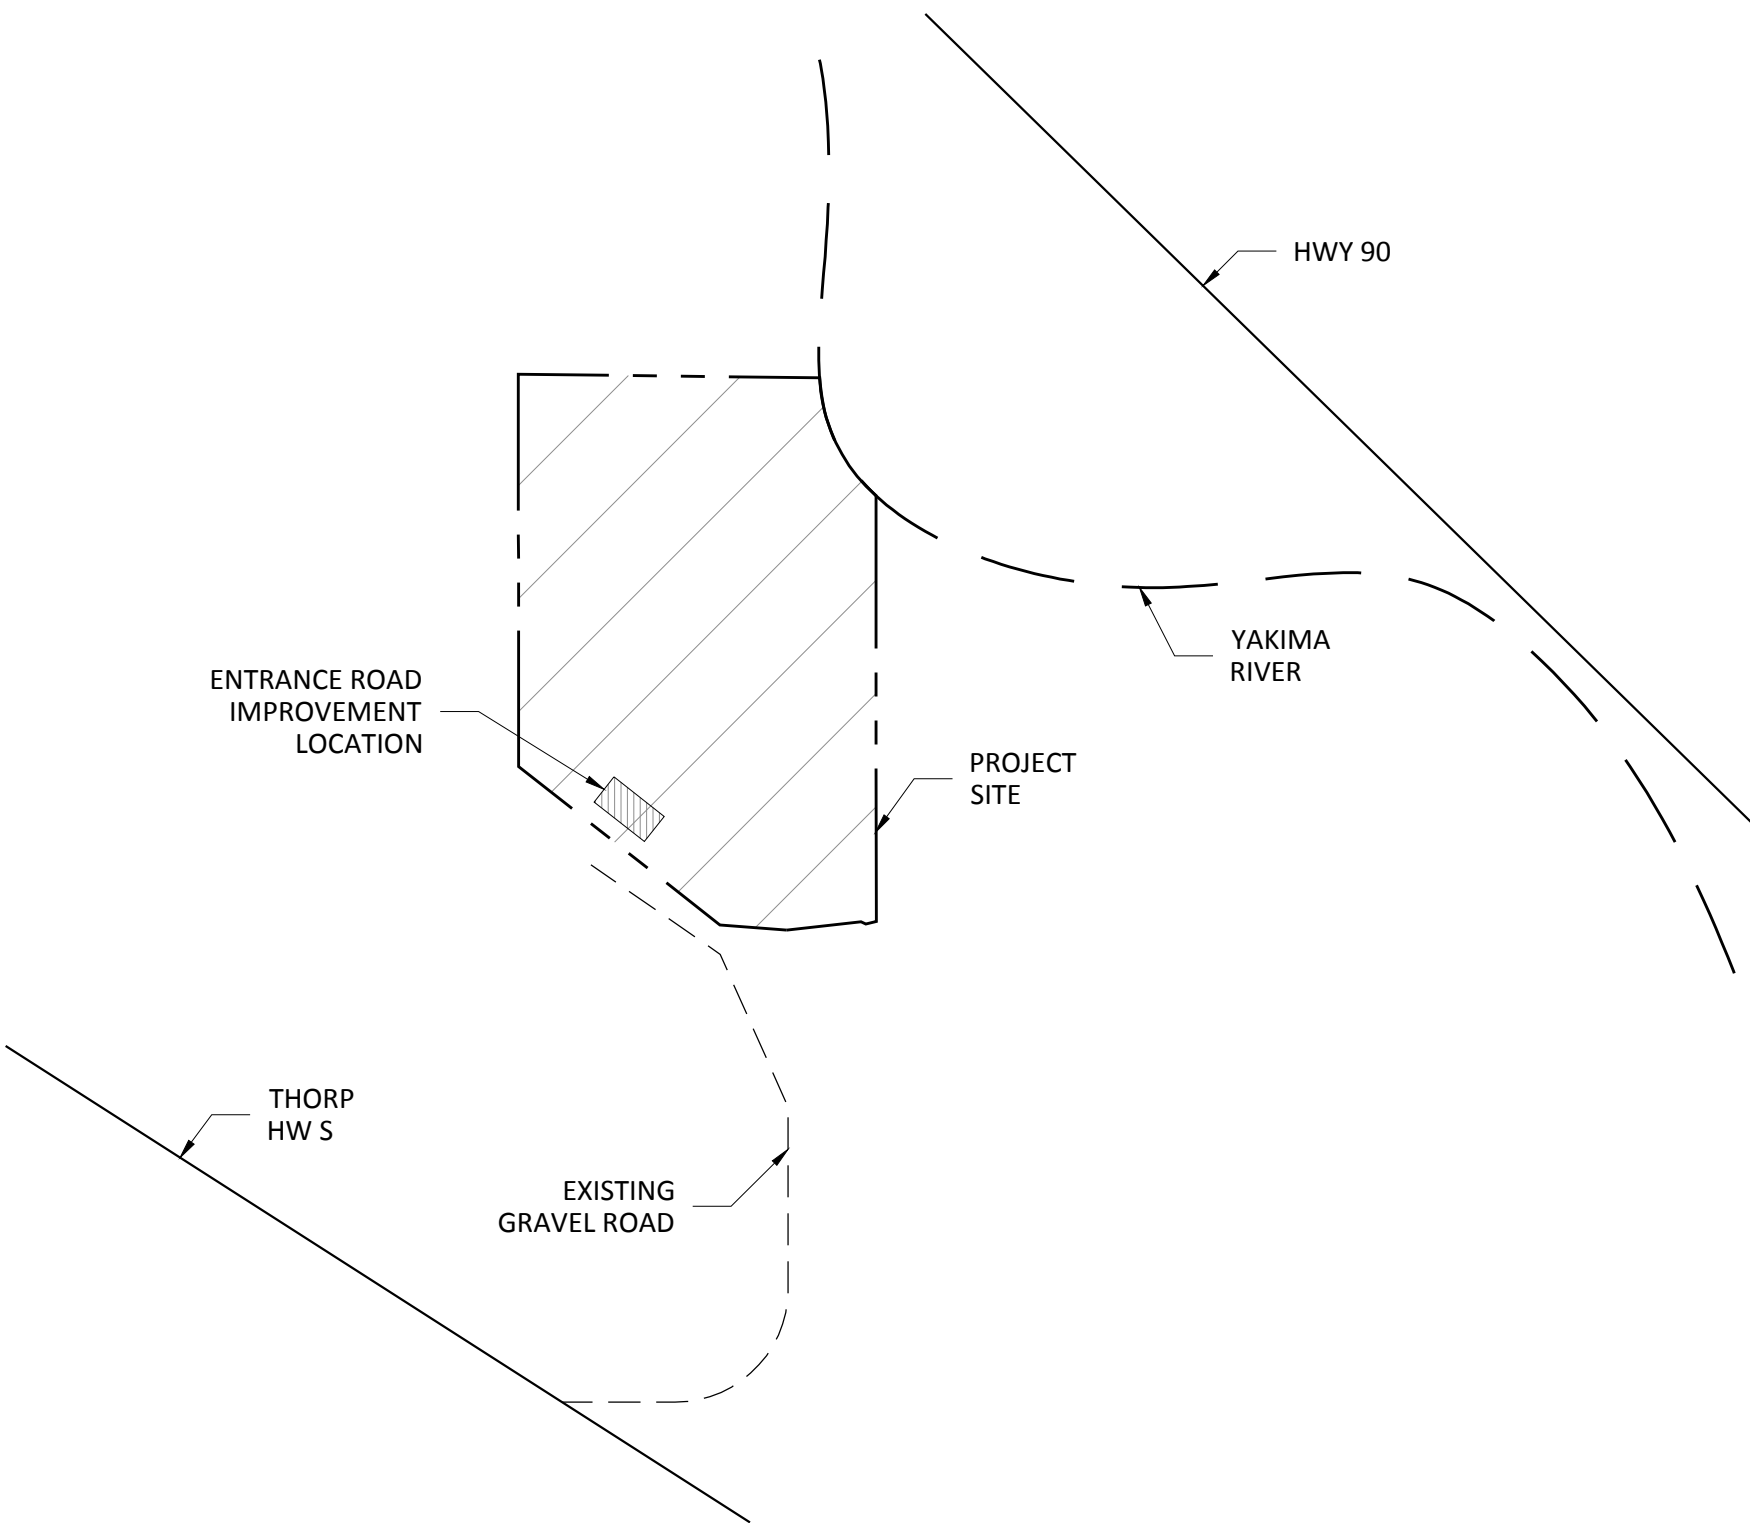 HWY 90
YAKIMA
RIVER
ENTRANCE ROAD
IMPROVEMENT
LOCATION
PROJECT
SITE
THORP
HW S
EXISTING
GRAVEL ROAD